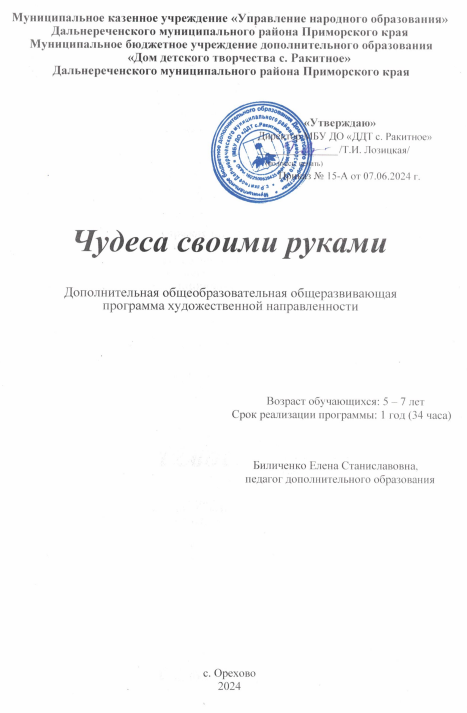 Муниципальное казенное учреждение «Управление народного образования»
Дальнереченского муниципального района Приморского края
Муниципальное бюджетное учреждение дополнительного образования
«Дом детского творчества с. Ракитное»
Дальнереченского муниципального района Приморского края
«Утверждаю»
Директор МБУ ДО «ДДТ с. Ракитное»
/Т.И. Лозицкая/
Приказ № 15-А от 07.06.2024 г.
Чудеса своими руками
Дополнительная общеобразовательная общеразвивающая
программа художественной направленности
Возраст обучающихся: 5 – 7 лет
Срок реализации программы: 1 год (34 часа)
Биличенко Елена Станиславовна,
педагог дополнительного образования
с. Орехово
2024